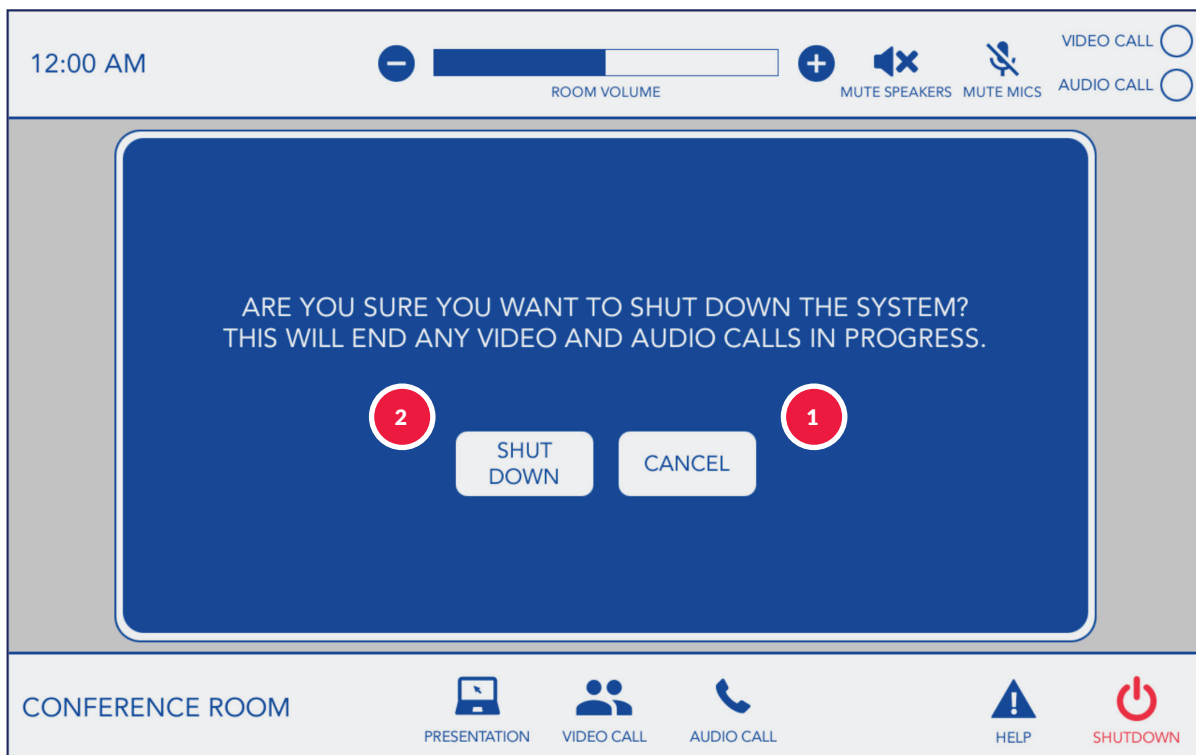 12:00 AM
ROOM VOLUME
MUTE SPEAKERS
MUTE MICS
VIDEO CALL
AUDIO CALL
ARE YOU SURE YOU WANT TO SHUT DOWN THE SYSTEM?
THIS WILL END ANY VIDEO AND AUDIO CALLS IN PROGRESS.
2
1
SHUT
DOWN
CANCEL
CONFERENCE ROOM
PRESENTATION
VIDEO CALL
AUDIO CALL
HELP
SHUTDOWN